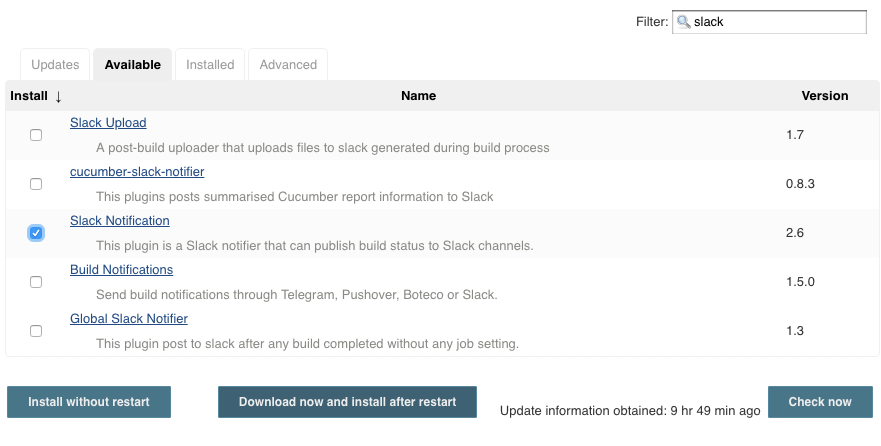 Filter: slack
Updates Available Installed Advanced
Install ↓ Name Version
Slack Upload
A post-build uploader that uploads files to slack generated during build process
1.7
cucumber-slack-notifier
This plugins posts summarised Cucumber report information to Slack
0.8.3
Slack Notification
This plugin is a Slack notifier that can publish build status to Slack channels.
2.6
Build Notifications
Send build notifications through Telegram, Pushover, Boteco or Slack.
1.5.0
Global Slack Notifier
This plugin post to slack after any build completed without any job setting.
1.3
Install without restart Download now and install after restart Update information obtained: 9 hr 49 min ago Check now